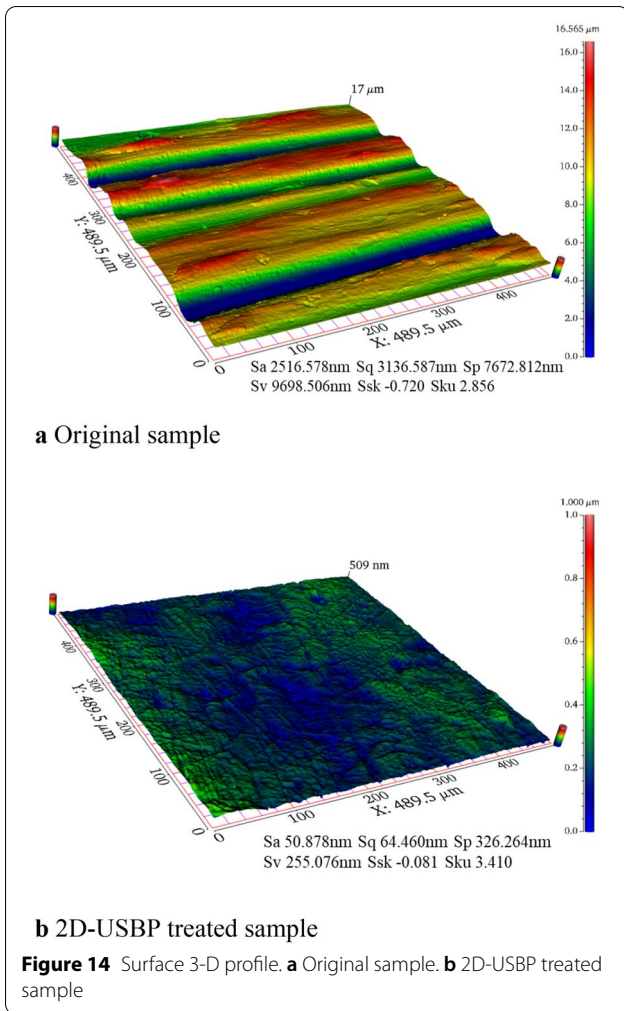 16.565 μm
16.0
17 μm
14.0
12.0
10.0
8.0
6.0
4.0
2.0
0.0
400
300
200
100
0
Y: 489.5 μm
0
100
200
300
400
X: 489.5 μm
Sa 2516.578nm Sq 3136.587nm Sp 7672.812nm
Sv 9698.506nm Ssk -0.720 Sku 2.856
a Original sample
1.000 μm
1.0
509 nm
0.8
0.6
0.4
0.2
0.0
400
300
200
100
0
Y: 489.5 μm
0
100
200
300
400
X: 489.5 μm
Sa 50.878nm Sq 64.460nm Sp 326.264nm
Sv 255.076nm Ssk -0.081 Sku 3.410
b 2D-USBP treated sample
Figure 14 Surface 3-D profile. a Original sample. b 2D-USBP treated
sample